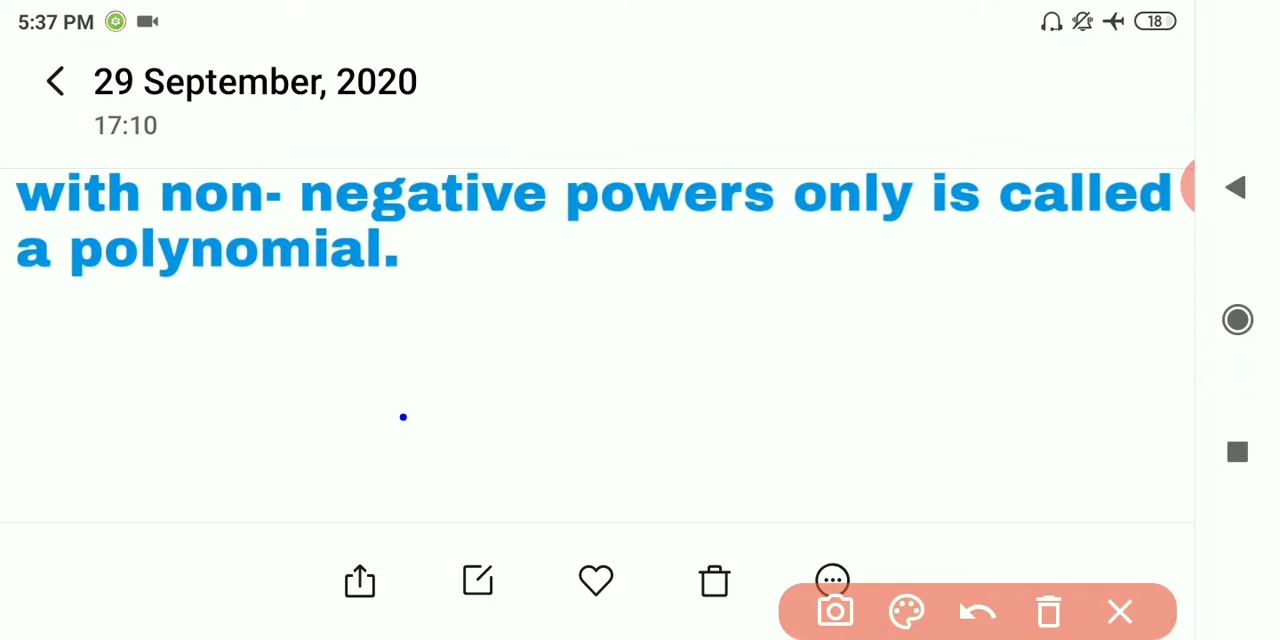 5:37 PM
18
29 September, 2020
17:10
with non- negative powers only is called
a polynomial.